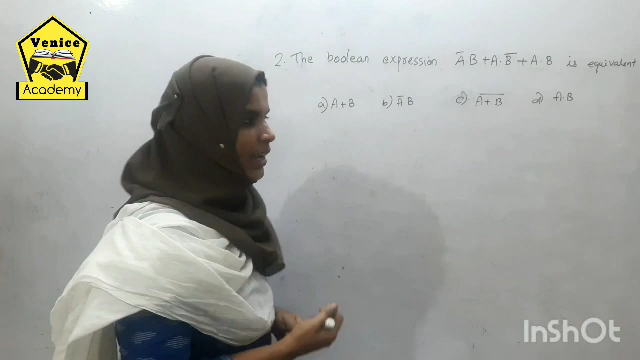 Venice
Academy
2. The boolean expression A̅B + A·B̅ + A·B is equivalent
a) A+B b) A̅B c) A̅+̅B̅ d) A·B
InShOt